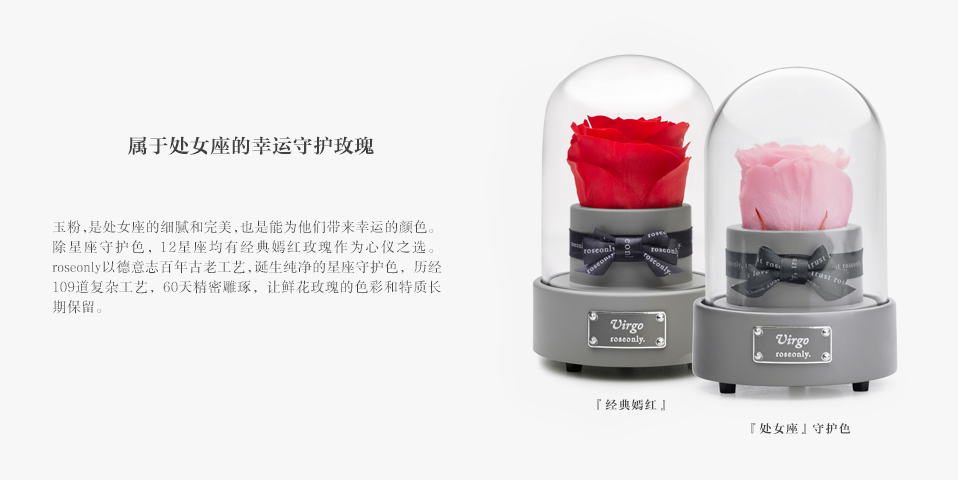 属于处女座的幸运守护玫瑰
玉粉，是处女座的细腻和完美，也是能为他们带来幸运的颜色。
除星座守护色，12星座均有经典嫣红玫瑰作为心仪之选。
roseonly以德意志百年古老工艺，诞生纯净的星座守护色，历经
109道复杂工艺，60天精密雕琢，让鲜花玫瑰的色彩和特质长
期保留。
roseonly
roseonly
Virgo
roseonly.
trust
love
trust rose
Virgo
roseonly.
『经典嫣红』
『处女座』守护色